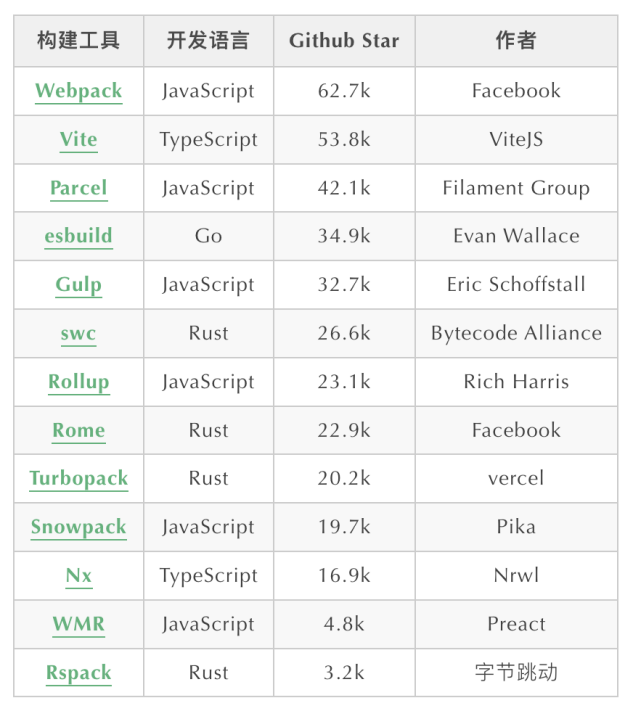 构建工具 开发语言 Github Star 作者
Webpack JavaScript 62.7k Facebook
Vite TypeScript 53.8k ViteJS
Parcel JavaScript 42.1k Filament Group
esbuild Go 34.9k Evan Wallace
Gulp JavaScript 32.7k Eric Schoffstall
swc Rust 26.6k Bytecode Alliance
Rollup JavaScript 23.1k Rich Harris
Rome Rust 22.9k Facebook
Turbopack Rust 20.2k vercel
Snowpack JavaScript 19.7k Pika
Nx TypeScript 16.9k Nrwl
WMR JavaScript 4.8k Preact
Rspack Rust 3.2k 字节跳动